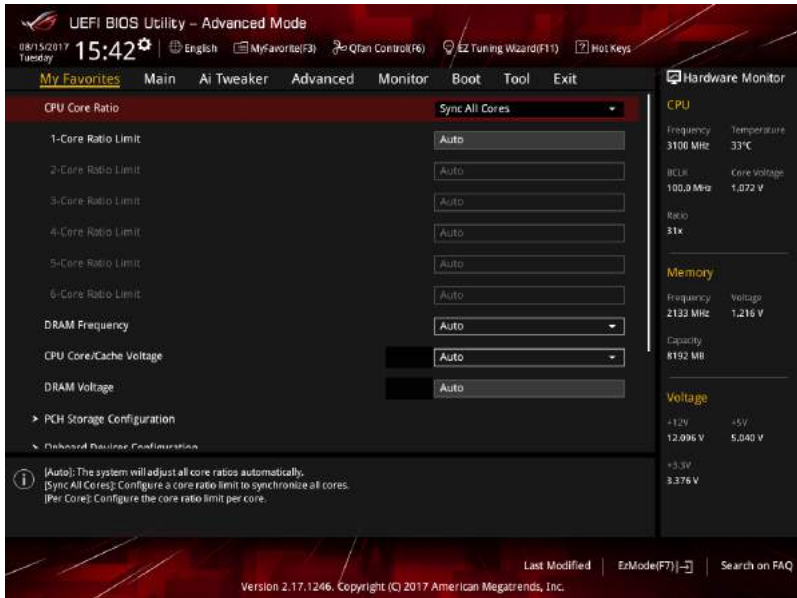 UEFI BIOS Utility – Advanced Mode
08/15/2017 Tuesday 15:42 English MyFavorite(F3) Qfan Control(F6) EZ Tuning Wizard(F11) ? Hot Keys
My Favorites Main Ai Tweaker Advanced Monitor Boot Tool Exit
Hardware Monitor
CPU Core Ratio Sync All Cores
1-Core Ratio Limit Auto
2-Core Ratio Limit Auto
3-Core Ratio Limit Auto
4-Core Ratio Limit Auto
5-Core Ratio Limit Auto
6-Core Ratio Limit Auto
DRAM Frequency Auto
CPU Core/Cache Voltage Auto
DRAM Voltage Auto
> PCH Storage Configuration
> Onboard Devices Configuration
[Auto]: The system will adjust all core ratios automatically.
[Sync All Cores]: Configure a core ratio limit to synchronize all cores.
[Per Core]: Configure the core ratio limit per core.
CPU
Frequency Temperature
3100 MHz 33°C
BCLK Core Voltage
100.0 MHz 1.072 V
Ratio
31x
Memory
Frequency Voltage
2133 MHz 1.216 V
Capacity
8192 MB
Voltage
+12V +5V
12.096 V 5.040 V
+3.3V
3.376 V
Last Modified EzMode(F7) Search on FAQ
Version 2.17.1246. Copyright (C) 2017 American Megatrends, Inc.